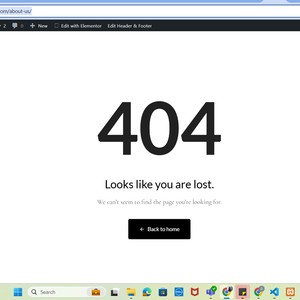 om/about-us/
2 0 + New Edit with Elementor Edit Header & Footer
404
Looks like you are lost.
We can't seem to find the page you're looking for.
← Back to home
Search